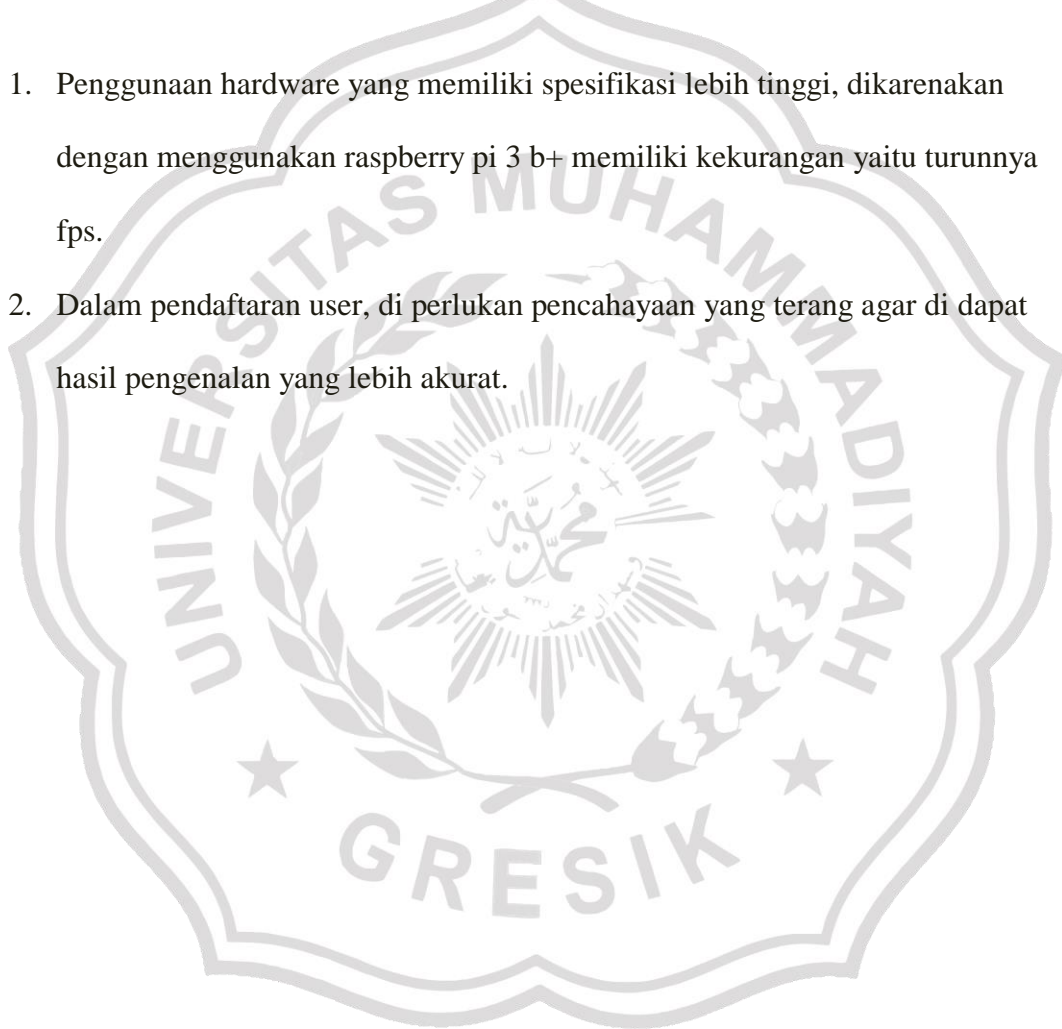 1. Penggunaan hardware yang memiliki spesifikasi lebih tinggi, dikarenakan
dengan menggunakan raspberry pi 3 b+ memiliki kekurangan yaitu turunnya
fps.
2. Dalam pendaftaran user, di perlukan pencahayaan yang terang agar di dapat
hasil pengenalan yang lebih akurat.
UNIVERSITAS MUHAMMADIYAH
GRESIK